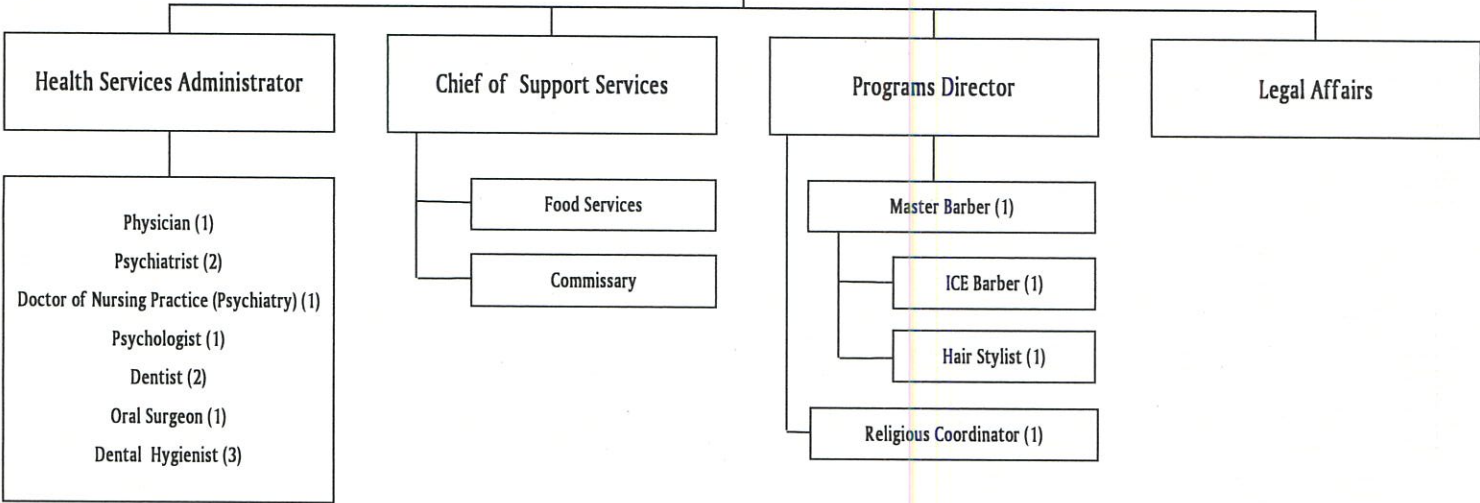 Health Services Administrator
Chief of Support Services
Programs Director
Legal Affairs
Physician (1)
Psychiatrist (2)
Doctor of Nursing Practice (Psychiatry) (1)
Psychologist (1)
Dentist (2)
Oral Surgeon (1)
Dental Hygienist (3)
Food Services
Commissary
Master Barber (1)
ICE Barber (1)
Hair Stylist (1)
Religious Coordinator (1)